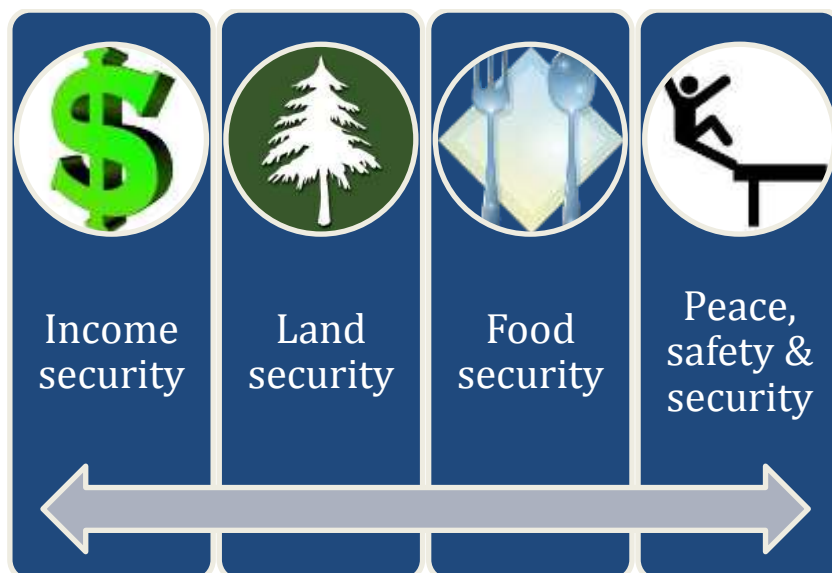 Income
security
Land
security
Food
security
Peace,
safety &
security